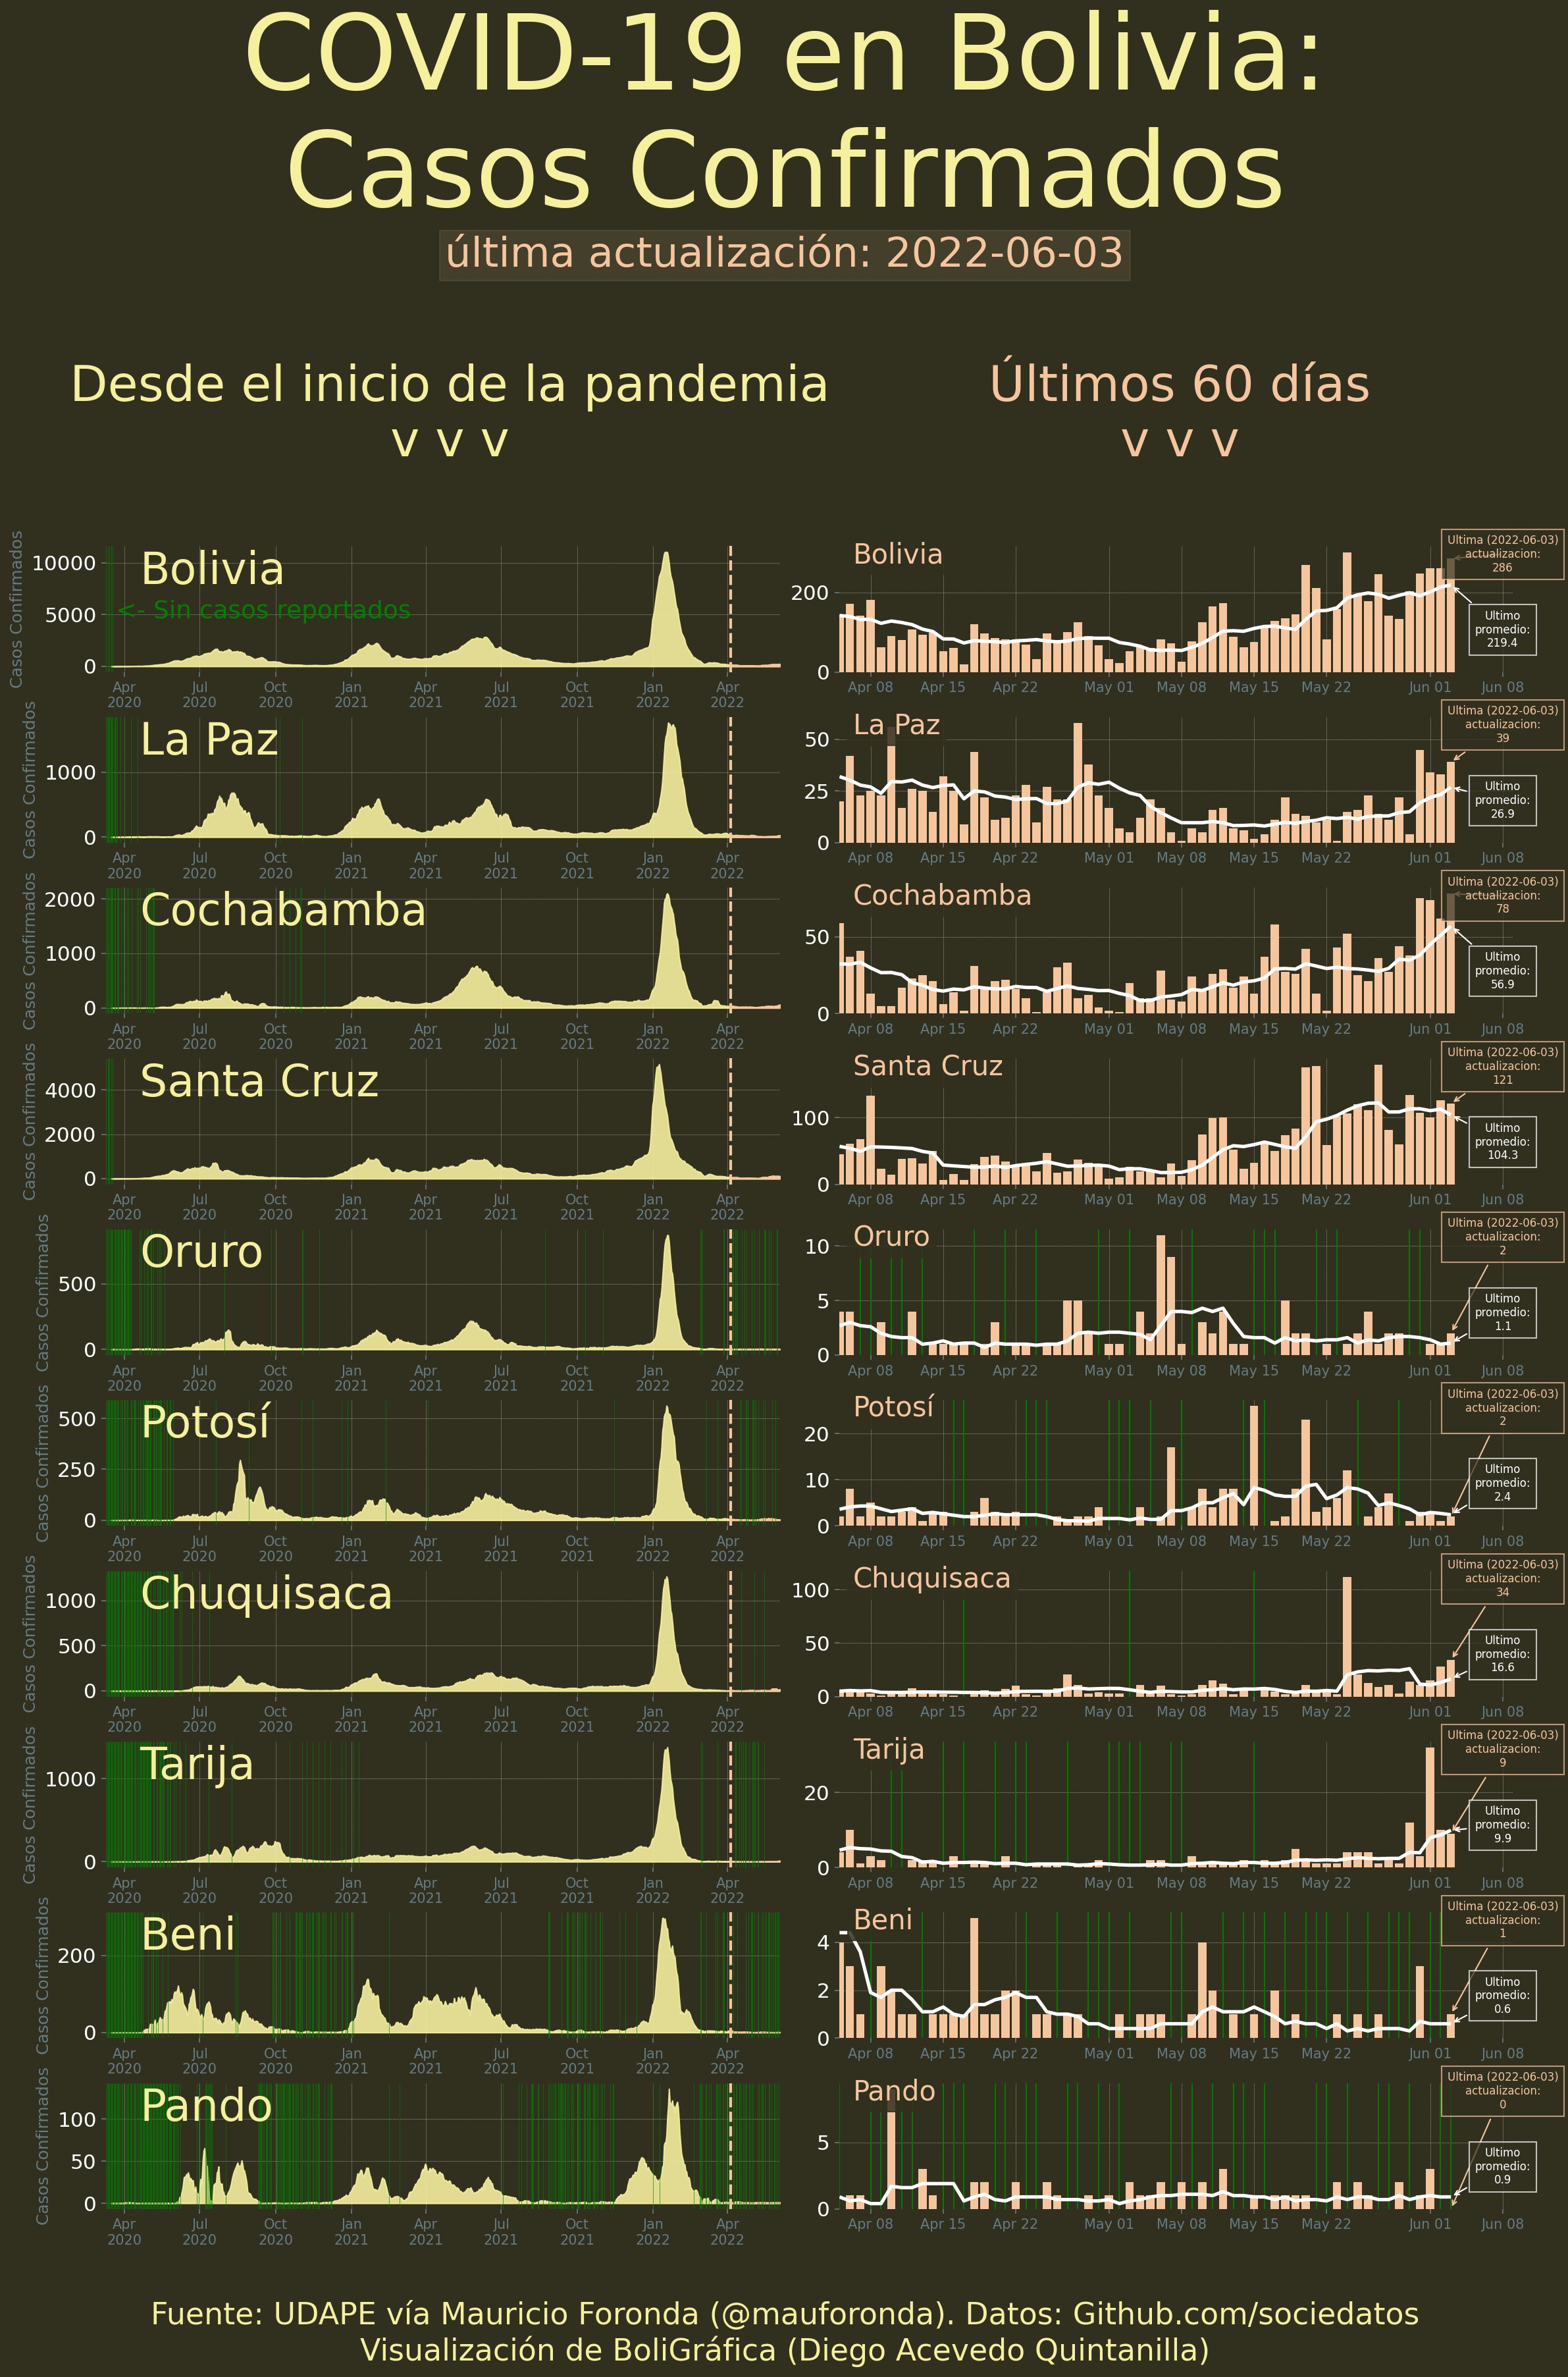 COVID-19 en Bolivia:
Casos Confirmados
última actualización: 2022-06-03
Desde el inicio de la pandemia
v v v
Últimos 60 días
v v v
Casos Confirmados
10000
5000
0
Bolivia
<- Sin casos reportados
Apr 2020 Jul 2020 Oct 2020 Jan 2021 Apr 2021 Jul 2021 Oct 2021 Jan 2022 Apr 2022
Bolivia
200
0
Apr 08 Apr 15 Apr 22 May 01 May 08 May 15 May 22 Jun 01 Jun 08
Ultima (2022-06-03)
actualizacion:
286
Ultimo
promedio:
219.4
Casos Confirmados
1000
0
La Paz
Apr 2020 Jul 2020 Oct 2020 Jan 2021 Apr 2021 Jul 2021 Oct 2021 Jan 2022 Apr 2022
La Paz
50
25
0
Apr 08 Apr 15 Apr 22 May 01 May 08 May 15 May 22 Jun 01 Jun 08
Ultima (2022-06-03)
actualizacion:
39
Ultimo
promedio:
26.9
Casos Confirmados
2000
1000
0
Cochabamba
Apr 2020 Jul 2020 Oct 2020 Jan 2021 Apr 2021 Jul 2021 Oct 2021 Jan 2022 Apr 2022
Cochabamba
50
0
Apr 08 Apr 15 Apr 22 May 01 May 08 May 15 May 22 Jun 01 Jun 08
Ultima (2022-06-03)
actualizacion:
78
Ultimo
promedio:
56.9
Casos Confirmados
4000
2000
0
Santa Cruz
Apr 2020 Jul 2020 Oct 2020 Jan 2021 Apr 2021 Jul 2021 Oct 2021 Jan 2022 Apr 2022
Santa Cruz
100
0
Apr 08 Apr 15 Apr 22 May 01 May 08 May 15 May 22 Jun 01 Jun 08
Ultima (2022-06-03)
actualizacion:
121
Ultimo
promedio:
104.3
Casos Confirmados
500
0
Oruro
Apr 2020 Jul 2020 Oct 2020 Jan 2021 Apr 2021 Jul 2021 Oct 2021 Jan 2022 Apr 2022
Oruro
10
5
0
Apr 08 Apr 15 Apr 22 May 01 May 08 May 15 May 22 Jun 01 Jun 08
Ultima (2022-06-03)
actualizacion:
2
Ultimo
promedio:
1.1
Casos Confirmados
500
250
0
Potosí
Apr 2020 Jul 2020 Oct 2020 Jan 2021 Apr 2021 Jul 2021 Oct 2021 Jan 2022 Apr 2022
Potosí
20
10
0
Apr 08 Apr 15 Apr 22 May 01 May 08 May 15 May 22 Jun 01 Jun 08
Ultima (2022-06-03)
actualizacion:
2
Ultimo
promedio:
2.4
Casos Confirmados
1000
500
0
Chuquisaca
Apr 2020 Jul 2020 Oct 2020 Jan 2021 Apr 2021 Jul 2021 Oct 2021 Jan 2022 Apr 2022
Chuquisaca
100
50
0
Apr 08 Apr 15 Apr 22 May 01 May 08 May 15 May 22 Jun 01 Jun 08
Ultima (2022-06-03)
actualizacion:
34
Ultimo
promedio:
16.6
Casos Confirmados
1000
0
Tarija
Apr 2020 Jul 2020 Oct 2020 Jan 2021 Apr 2021 Jul 2021 Oct 2021 Jan 2022 Apr 2022
Tarija
20
0
Apr 08 Apr 15 Apr 22 May 01 May 08 May 15 May 22 Jun 01 Jun 08
Ultima (2022-06-03)
actualizacion:
9
Ultimo
promedio:
9.9
Casos Confirmados
200
0
Beni
Apr 2020 Jul 2020 Oct 2020 Jan 2021 Apr 2021 Jul 2021 Oct 2021 Jan 2022 Apr 2022
Beni
4
2
0
Apr 08 Apr 15 Apr 22 May 01 May 08 May 15 May 22 Jun 01 Jun 08
Ultima (2022-06-03)
actualizacion:
1
Ultimo
promedio:
0.6
Casos Confirmados
100
50
0
Pando
Apr 2020 Jul 2020 Oct 2020 Jan 2021 Apr 2021 Jul 2021 Oct 2021 Jan 2022 Apr 2022
Pando
5
0
Apr 08 Apr 15 Apr 22 May 01 May 08 May 15 May 22 Jun 01 Jun 08
Ultima (2022-06-03)
actualizacion:
0
Ultimo
promedio:
0.9
Fuente: UDAPE vía Mauricio Foronda (@mauforonda). Datos: Github.com/sociedatos
Visualización de BoliGráfica (Diego Acevedo Quintanilla)